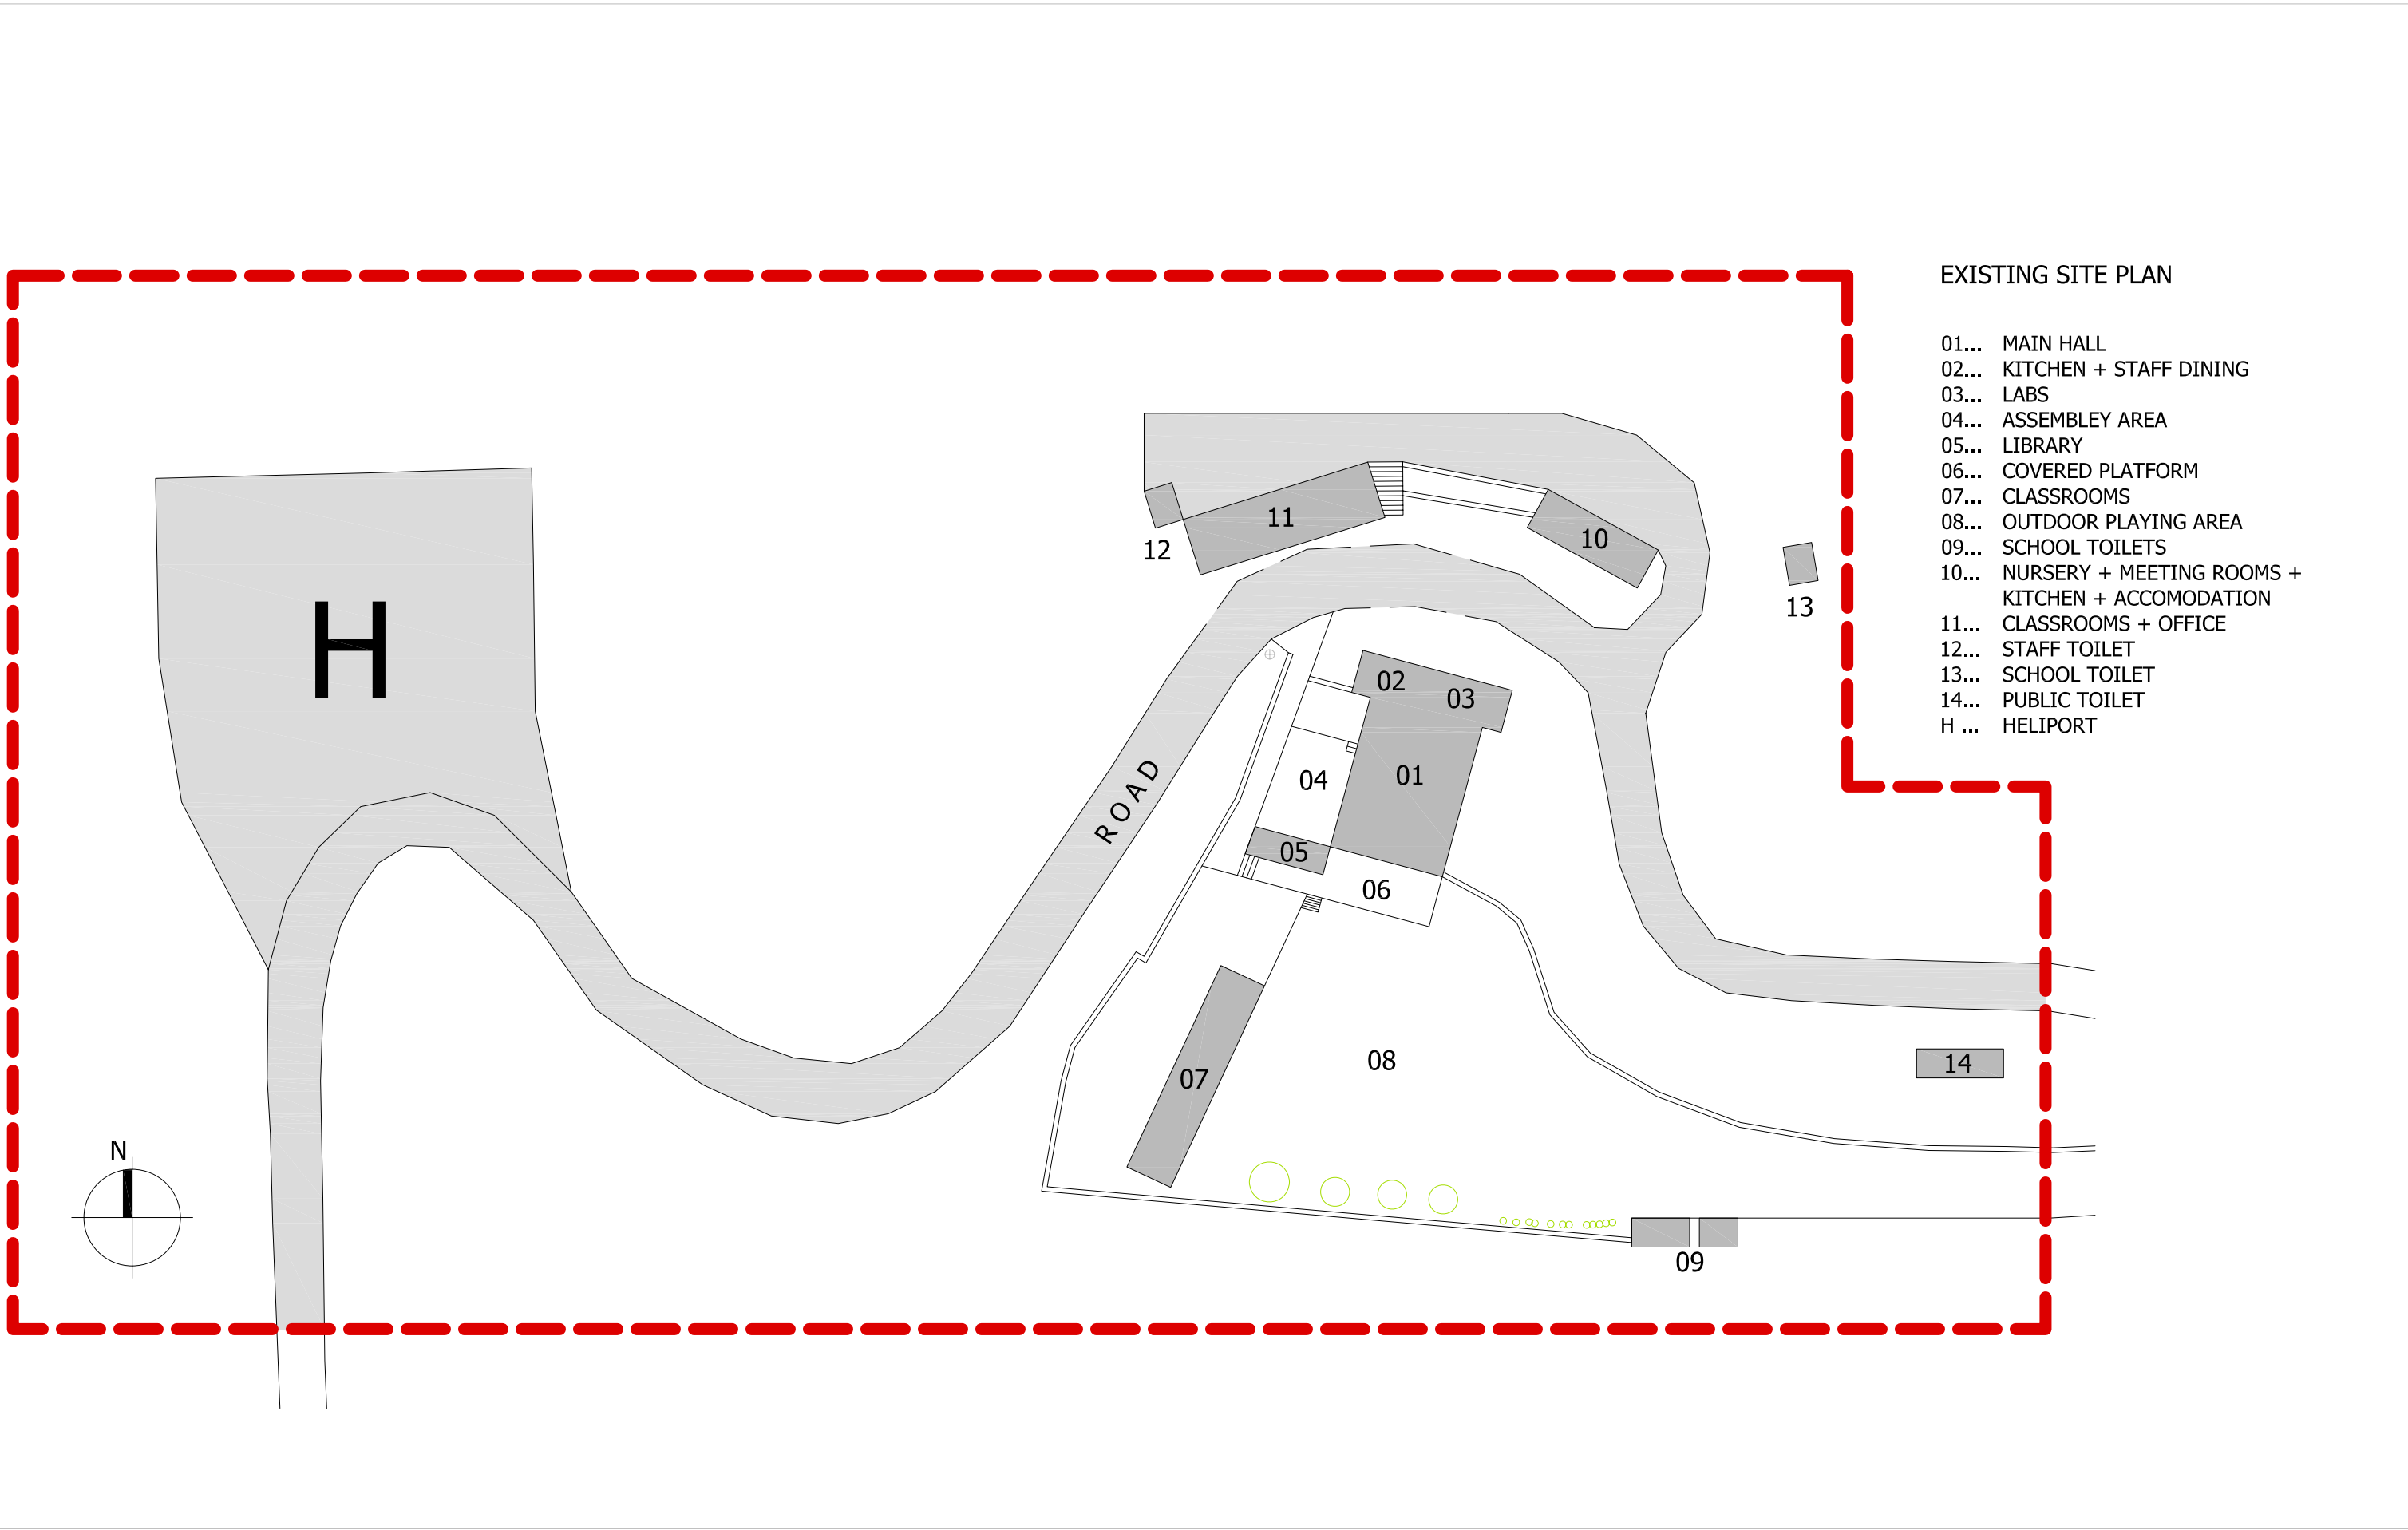 EXISTING SITE PLAN
01... MAIN HALL
02... KITCHEN + STAFF DINING
03... LABS
04... ASSEMBLEY AREA
05... LIBRARY
06... COVERED PLATFORM
07... CLASSROOMS
08... OUTDOOR PLAYING AREA
09... SCHOOL TOILETS
10... NURSERY + MEETING ROOMS +
KITCHEN + ACCOMODATION
11... CLASSROOMS + OFFICE
12... STAFF TOILET
13... SCHOOL TOILET
14... PUBLIC TOILET
H ... HELIPORT
11
10
12
13
H
02
03
ROAD
04
01
05
06
08
14
07
N
09